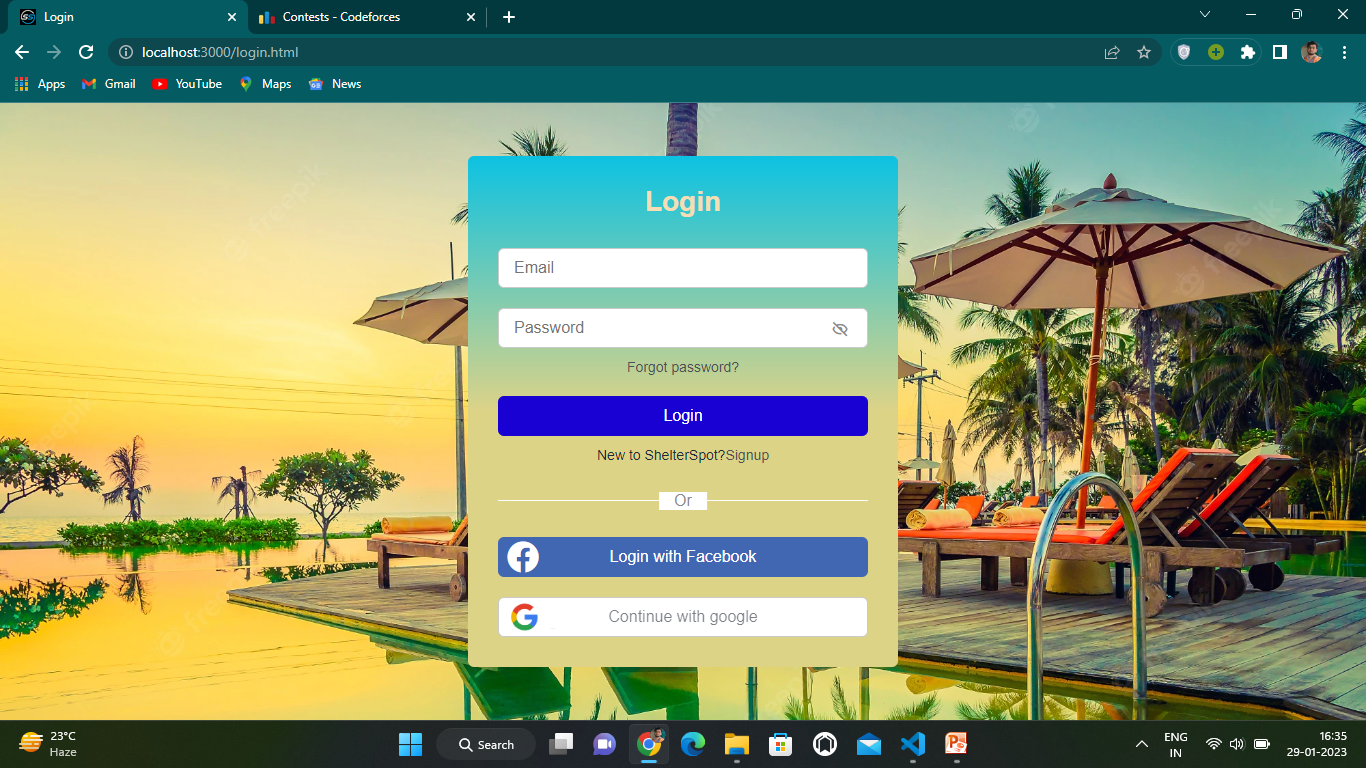 Login
Contests - Codeforces
localhost:3000/login.html
Apps
Gmail
YouTube
Maps
News
Login
Email
Password
Forgot password?
Login
New to ShelterSpot?Signup
Or
Login with Facebook
Continue with google
freepik
23°C
Haze
Search
ENG
IN
16:35
29-01-2023